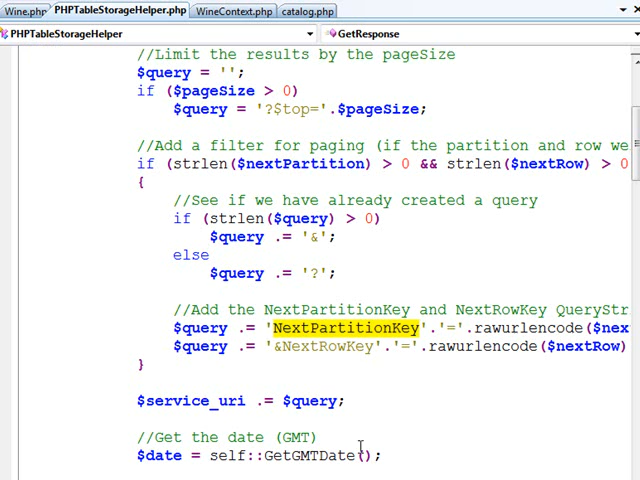 Wine.php PHPTableStorageHelper.php WineContext.php catalog.php
PHPTableStorageHelper GetResponse
//Limit the results by the pageSize
$query = '';
if ($pageSize > 0)
$query = '?$top='.$pageSize;
//Add a filter for paging (if the partition and row we
if (strlen($nextPartition) > 0 && strlen($nextRow) > 0
{
//See if we have already created a query
if (strlen($query) > 0)
$query .= '&';
else
$query .= '?';
//Add the NextPartitionKey and NextRowKey QueryStr
$query .= 'NextPartitionKey'.'='.rawurlencode($nex
$query .= '&NextRowKey'.'='.rawurlencode($nextRow)
}
$service_uri .= $query;
//Get the date (GMT)
$date = self::GetGMTDate();